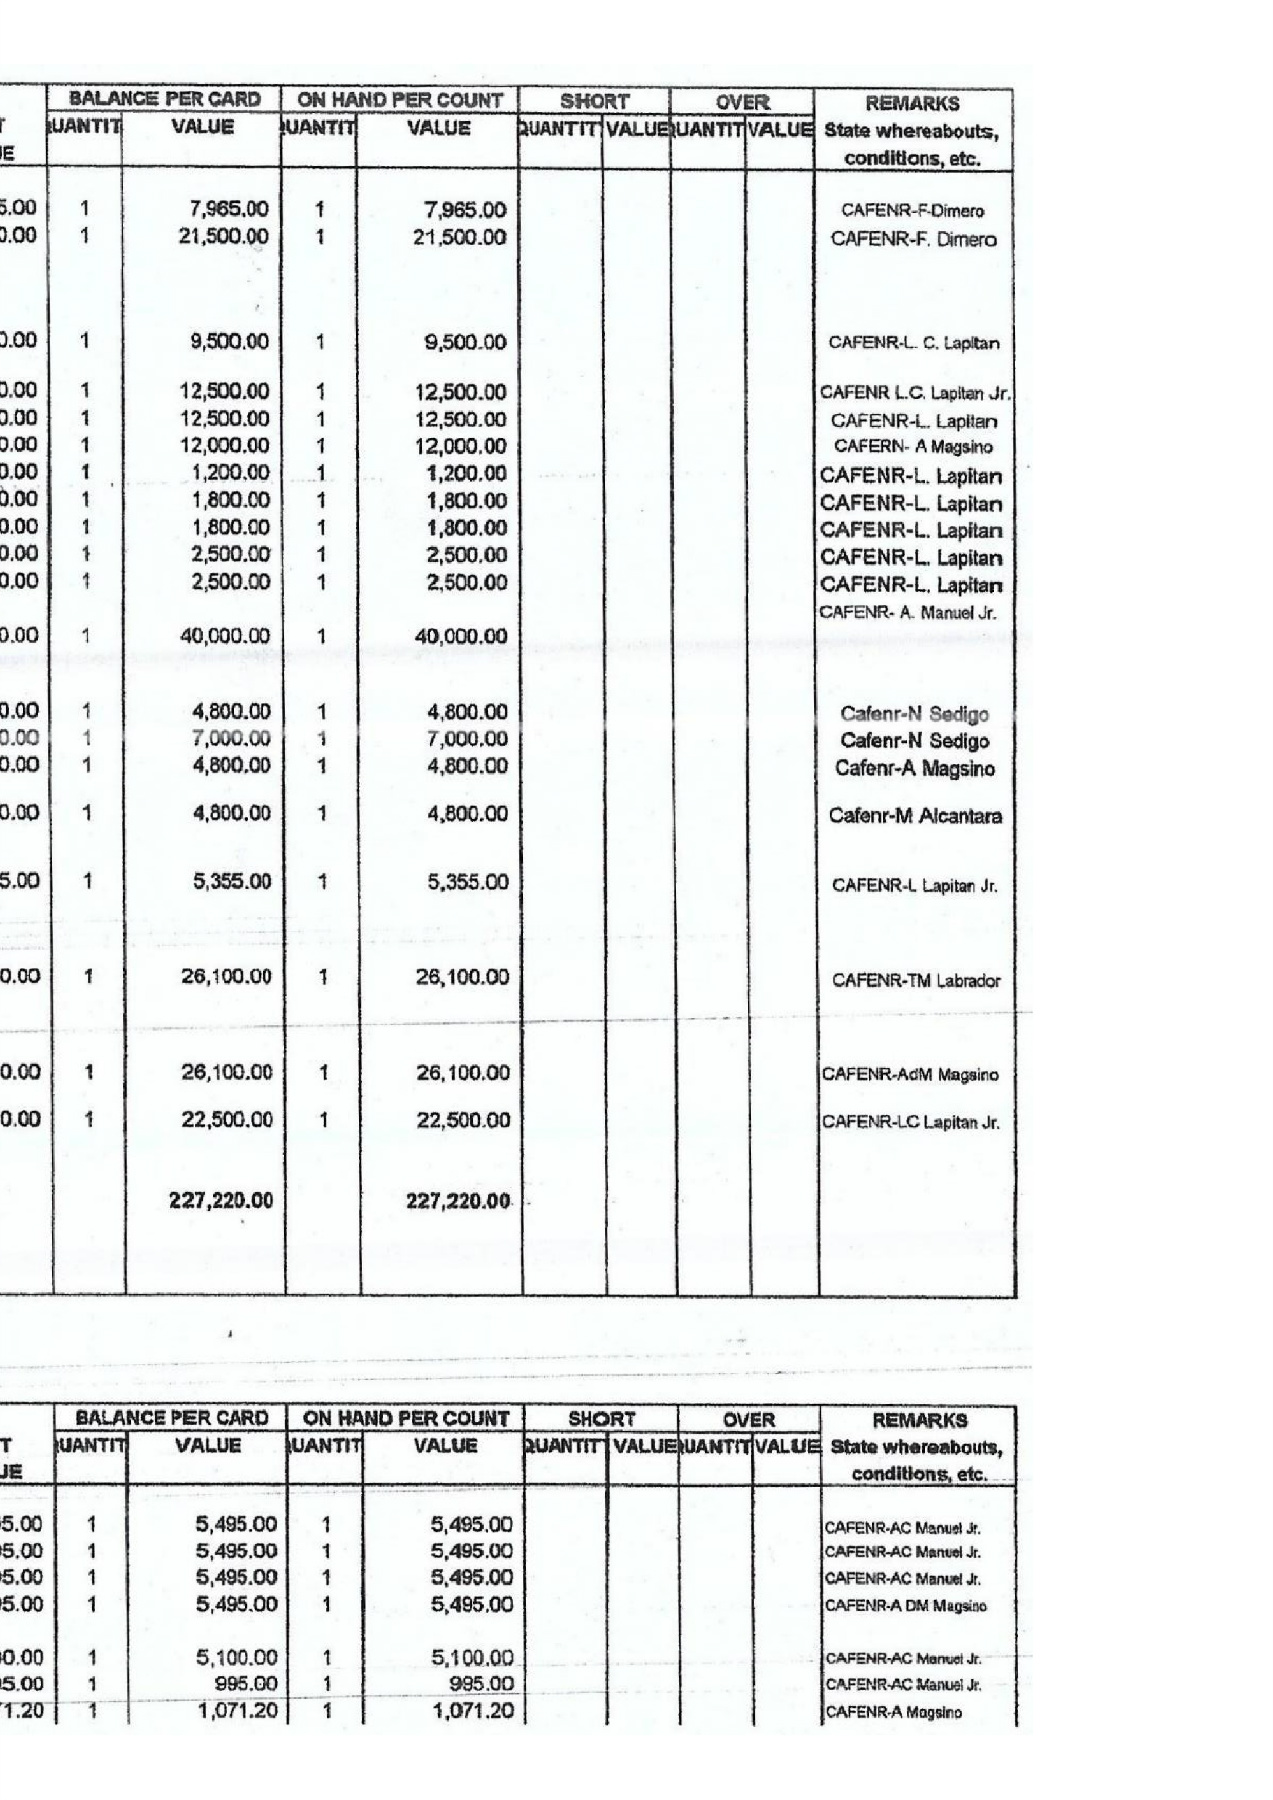 BALANCE PER CARD ON HAND PER COUNT SHORT OVER REMARKS
T UANTIT VALUE UANTIT VALUE QUANTIT VALUE UANTIT VALUE State whereabouts,
UE conditions, etc.
5.00 1 7,965.00 1 7,965.00 CAFENR-F-Dimero
0.00 1 21,500.00 1 21,500.00 CAFENR-F. Dimero
0.00 1 9,500.00 1 9,500.00 CAFENR-L. C. Lapitan
0.00 1 12,500.00 1 12,500.00 CAFENR L.C. Lapitan Jr.
0.00 1 12,500.00 1 12,500.00 CAFENR-L. Lapitan
0.00 1 12,000.00 1 12,000.00 CAFERN- A Magsino
0.00 1 1,200.00 1 1,200.00 CAFENR-L. Lapitan
0.00 1 1,800.00 1 1,800.00 CAFENR-L. Lapitan
0.00 1 1,800.00 1 1,800.00 CAFENR-L. Lapitan
0.00 1 2,500.00 1 2,500.00 CAFENR-L. Lapitan
0.00 1 2,500.00 1 2,500.00 CAFENR-L. Lapitan
CAFENR- A. Manuel Jr.
0.00 1 40,000.00 1 40,000.00
0.00 1 4,800.00 1 4,800.00 Cafenr-N Sedigo
0.00 1 7,000.00 1 7,000.00 Cafenr-N Sedigo
0.00 1 4,800.00 1 4,800.00 Cafenr-A Magsino
0.00 1 4,800.00 1 4,800.00 Cafenr-M Alcantara
5.00 1 5,355.00 1 5,355.00 CAFENR-L Lapitan Jr.
0.00 1 26,100.00 1 26,100.00 CAFENR-TM Labrador
0.00 1 26,100.00 1 26,100.00 CAFENR-AdM Magsino
0.00 1 22,500.00 1 22,500.00 CAFENR-LC Lapitan Jr.
227,220.00 227,220.00
BALANCE PER CARD ON HAND PER COUNT SHORT OVER REMARKS
T UANTIT VALUE UANTIT VALUE QUANTIT VALUE UANTIT VALUE State whereabouts,
UE conditions, etc.
95.00 1 5,495.00 1 5,495.00 CAFENR-AC Manuel Jr.
95.00 1 5,495.00 1 5,495.00 CAFENR-AC Manuel Jr.
95.00 1 5,495.00 1 5,495.00 CAFENR-AC Manuel Jr.
95.00 1 5,495.00 1 5,495.00 CAFENR-A DM Magsino
00.00 1 5,100.00 1 5,100.00 CAFENR-AC Manuel Jr.
95.00 1 995.00 1 995.00 CAFENR-AC Manuel Jr.
71.20 1 1,071.20 1 1,071.20 CAFENR-A Magsino